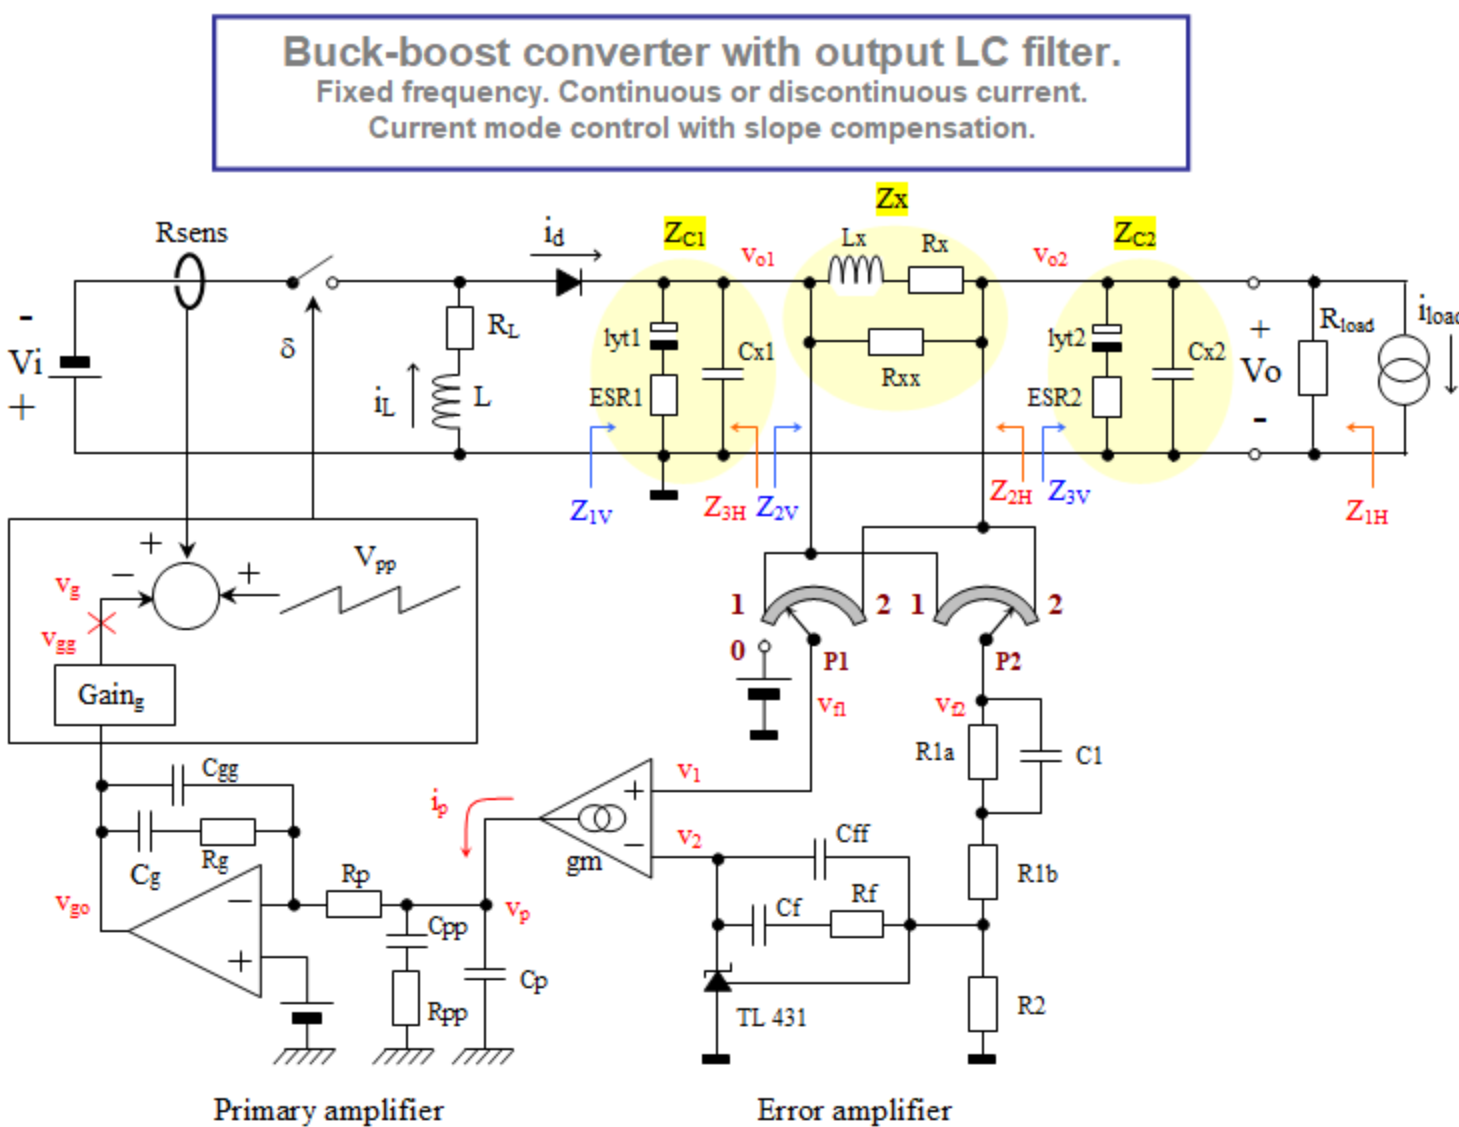 Buck-boost converter with output LC filter.
Fixed frequency. Continuous or discontinuous current.
Current mode control with slope compensation.
Zx
Rsens
id
ZC1
Lx
Rx
ZC2
vo1
vo2
-
Vi
+
δ
RL
iL
L
lyt1
Cx1
ESR1
Rxx
lyt2
Cx2
ESR2
+
Vo
-
Rload
iload
Z1V
Z3H
Z2V
Z2H
Z3V
Z1H
+
−
+
Vpp
vg
vgg
Gaing
1
2
1
2
0
P1
P2
vf1
vf2
R1a
C1
Cgg
Cg
Rg
ip
v1
+
v2
−
gm
Cff
R1b
Rp
vgo
−
+
Cpp
vp
Cf
Rf
Rpp
Cp
TL 431
R2
Primary amplifier
Error amplifier